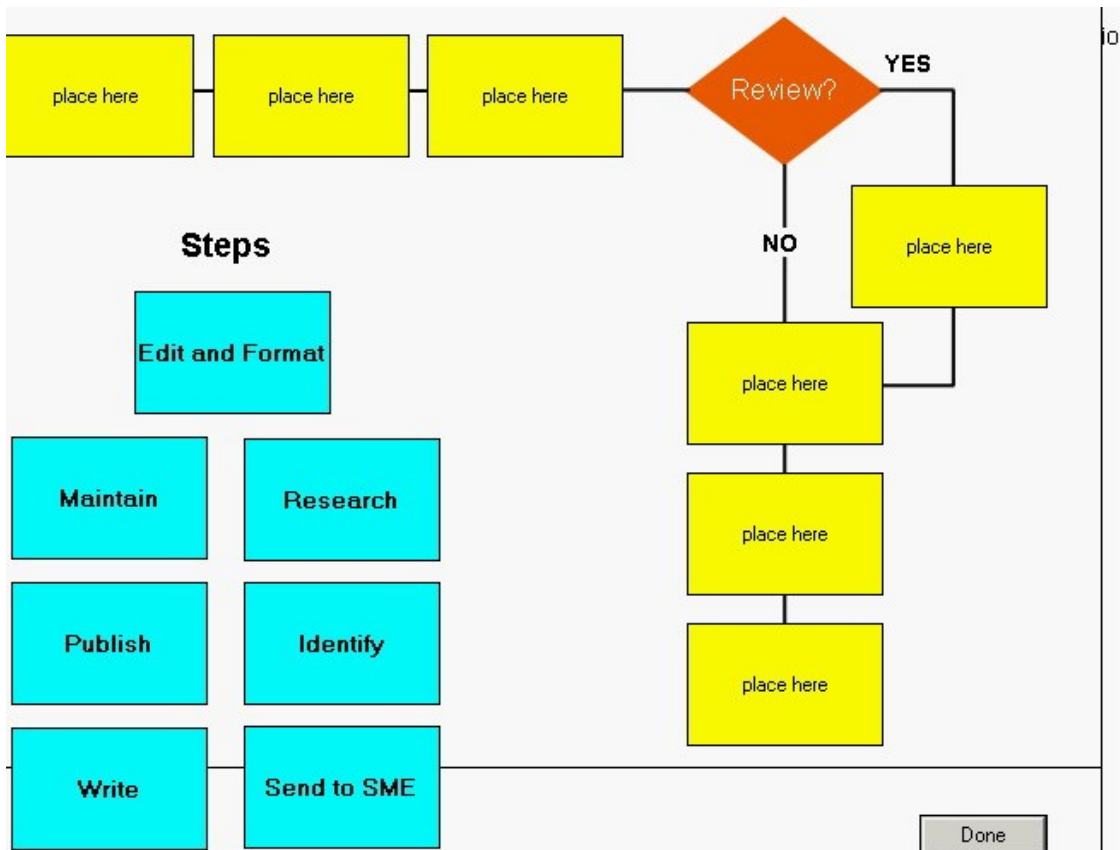 place here
place here
place here
Review?
YES
io
Steps
NO
place here
Edit and Format
place here
Maintain
Research
place here
Publish
Identify
place here
Write
Send to SME
Done